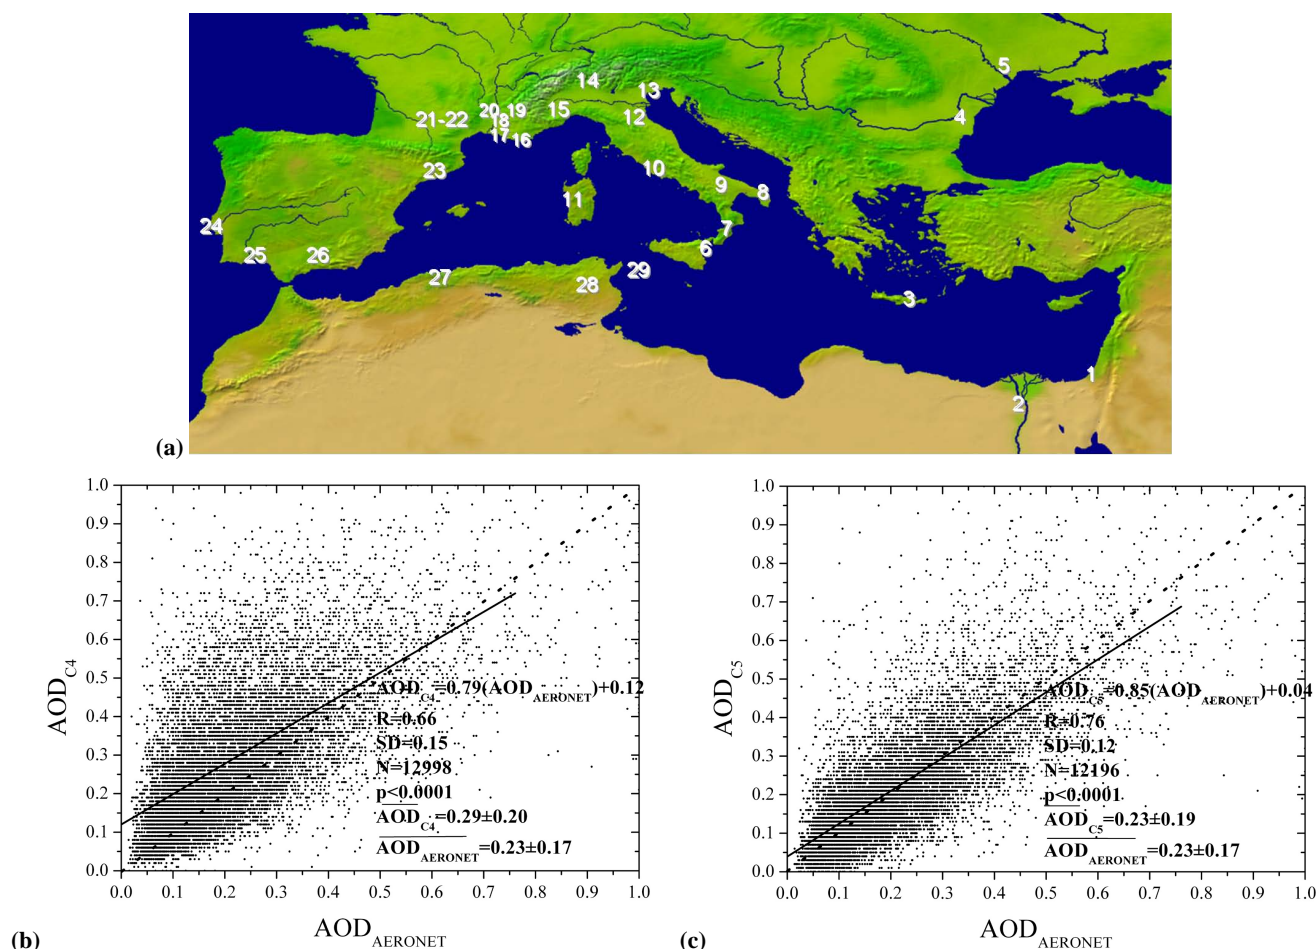 14
13
5
21-22
20
19
18
17
16
15
12
4
23
10
11
9
8
24
25
26
7
6
27
28
29
3
1
2
(a)
1.0
0.9
0.8
0.7
0.6
0.5
0.4
0.3
0.2
0.1
0.0
AOD_C4
AOD_C4=0.79(AOD_AERONET)+0.12
R=0.66
SD=0.15
N=12998
p<0.0001
AOD_C4=0.29±0.20
AOD_AERONET=0.23±0.17
0.0 0.1 0.2 0.3 0.4 0.5 0.6 0.7 0.8 0.9 1.0
AOD_AERONET
(b)
1.0
0.9
0.8
0.7
0.6
0.5
0.4
0.3
0.2
0.1
0.0
AOD_C5
AOD_C5=0.85(AOD_AERONET)+0.04
R=0.76
SD=0.12
N=12196
p<0.0001
AOD_C5=0.23±0.19
AOD_AERONET=0.23±0.17
0.0 0.1 0.2 0.3 0.4 0.5 0.6 0.7 0.8 0.9 1.0
AOD_AERONET
(c)